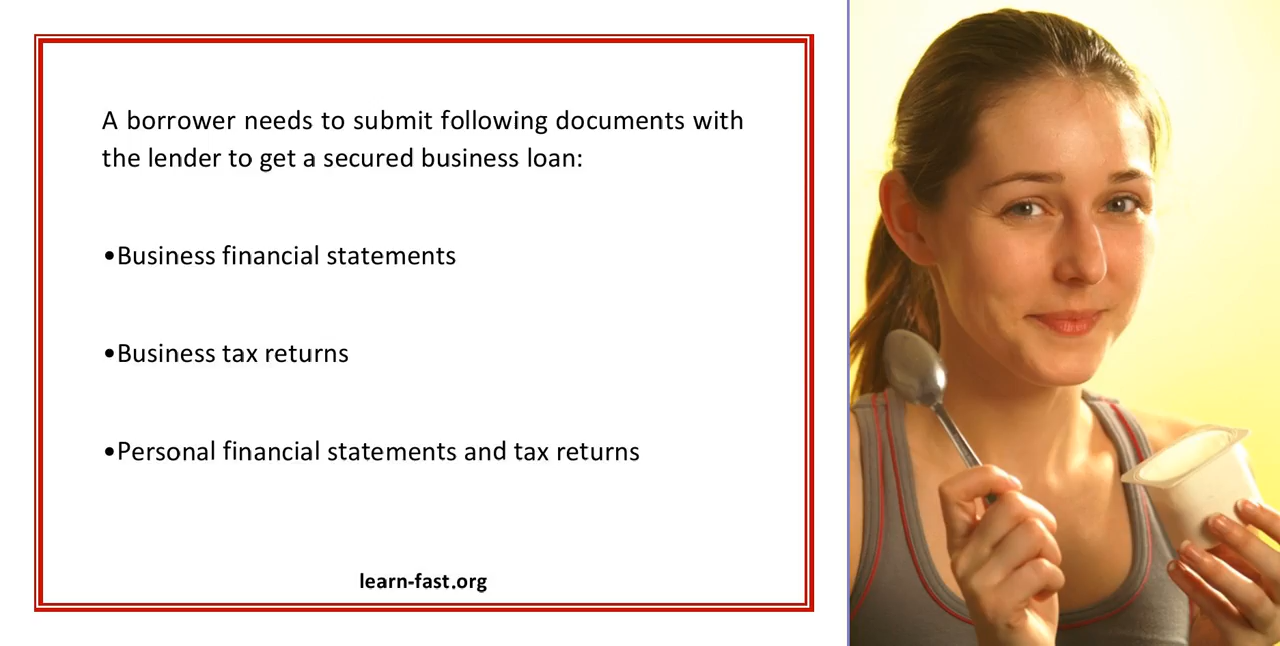 A borrower needs to submit following documents with
the lender to get a secured business loan:
•Business financial statements
•Business tax returns
•Personal financial statements and tax returns
learn-fast.org